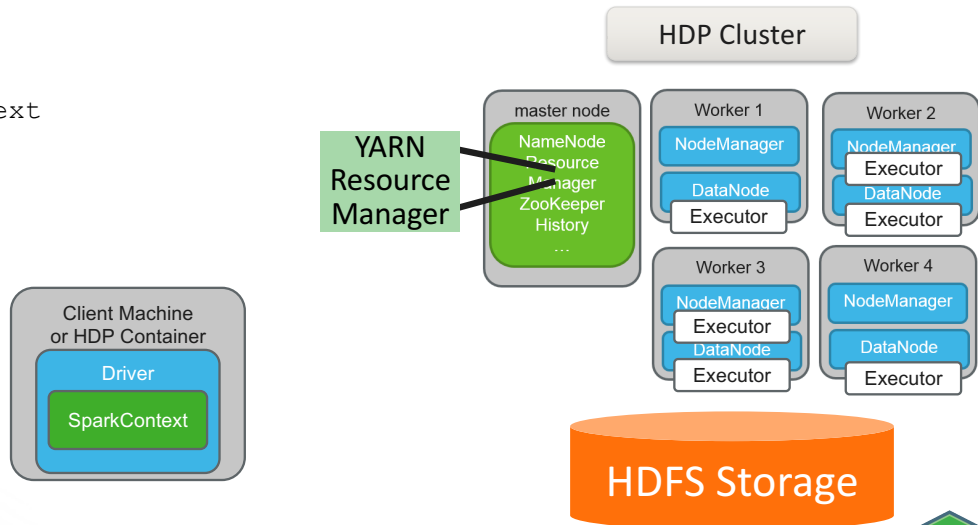 HDP Cluster
ext
master node
NameNode
Resource
Manager
ZooKeeper
History
...
YARN
Resource
Manager
Worker 1
NodeManager
DataNode
Executor
Worker 2
NodeManager
Executor
DataNode
Executor
Worker 3
NodeManager
Executor
DataNode
Executor
Worker 4
NodeManager
DataNode
Executor
Client Machine
or HDP Container
Driver
SparkContext
HDFS Storage